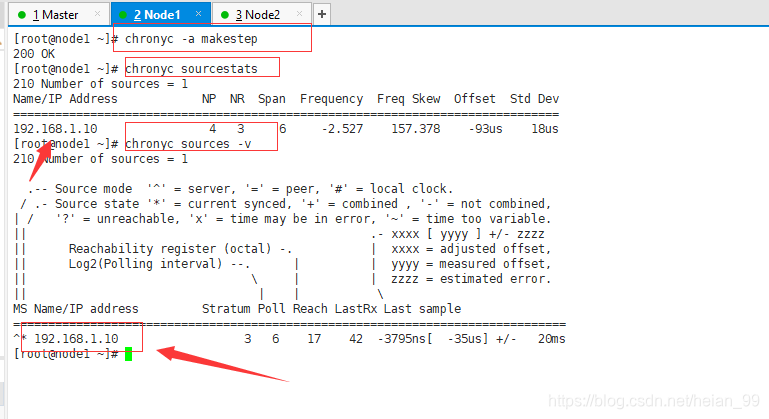 1 Master × 2 Node1 × 3 Node2 × +
[root@node1 ~]# chronyc -a makestep
200 OK
[root@node1 ~]# chronyc sourcestats
210 Number of sources = 1
Name/IP Address            NP  NR  Span  Frequency  Freq Skew  Offset  Std Dev
==============================================================================
192.168.1.10                4   3     6     -2.527    157.378    -93us    18us
[root@node1 ~]# chronyc sources -v
210 Number of sources = 1
  .-- Source mode  '^' = server, '=' = peer, '#' = local clock.
 / .- Source state '*' = current synced, '+' = combined , '-' = not combined,
| /   '?' = unreachable, 'x' = time may be in error, '~' = time too variable.
||                                                 .- xxxx [ yyyy ] +/- zzzz
||      Reachability register (octal) -.           |  xxxx = adjusted offset,
||      Log2(Polling interval) --.      |          |  yyyy = measured offset,
||                                \     |          |  zzzz = estimated error.
||                                 |    |           \
MS Name/IP address         Stratum Poll Reach LastRx Last sample
===============================================================================
^* 192.168.1.10                  3   6    17    42  -3795ns[  -35us] +/-   20ms
[root@node1 ~]#
https://blog.csdn.net/heian_99